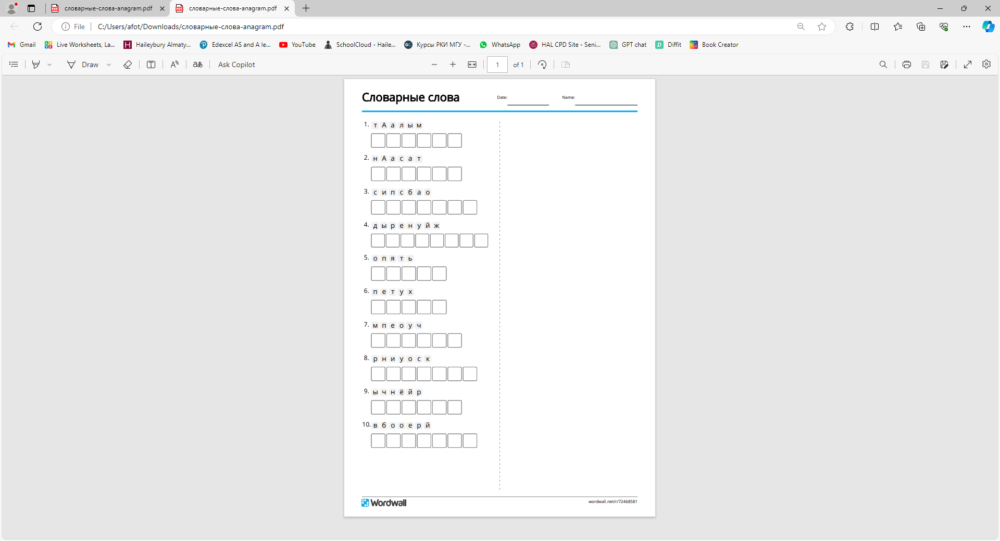 словарные-слова-anagram.pdf
словарные-слова-anagram.pdf
File
C:/Users/afot/Downloads/словарные-слова-anagram.pdf
Gmail
Live Worksheets, La...
Haileybury Almaty...
Edexcel AS and A le...
YouTube
SchoolCloud - Haile...
Курсы РКИ МГУ -...
WhatsApp
HAL CPD Site - Seni...
GPT chat
Diffit
Book Creator
Draw
Ask Copilot
1 of 1
Словарные слова
Date:
Name:
1. т А а л ы м
2. н А а с а т
3. с и п с б а о
4. д ы р е н у й ж
5. о п я т ь
6. п е т у х
7. м п е о у ч
8. р н и у о с к
9. ы ч н ё й р
10. в б о о е р й
Wordwall
wordwall.net/r/72468581